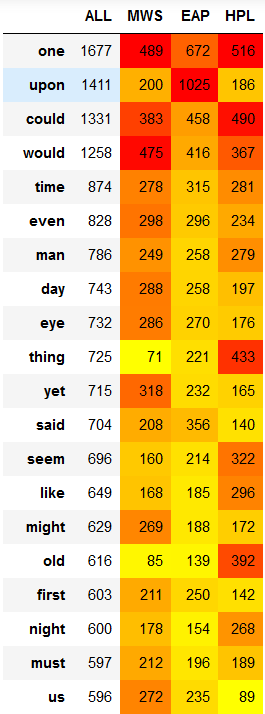 ALL MWS EAP HPL
one 1677 489 672 516
upon 1411 200 1025 186
could 1331 383 458 490
would 1258 475 416 367
time 874 278 315 281
even 828 298 296 234
man 786 249 258 279
day 743 288 258 197
eye 732 286 270 176
thing 725 71 221 433
yet 715 318 232 165
said 704 208 356 140
seem 696 160 214 322
like 649 168 185 296
might 629 269 188 172
old 616 85 139 392
first 603 211 250 142
night 600 178 154 268
must 597 212 196 189
us 596 272 235 89